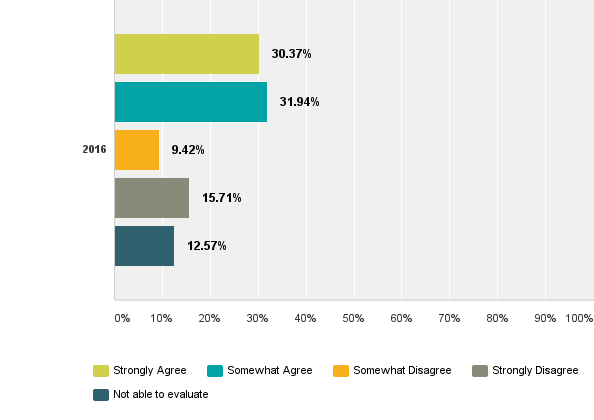 30.37%
31.94%
2016 9.42%
15.71%
12.57%
0% 10% 20% 30% 40% 50% 60% 70% 80% 90% 100%
Strongly Agree Somewhat Agree Somewhat Disagree Strongly Disagree
Not able to evaluate